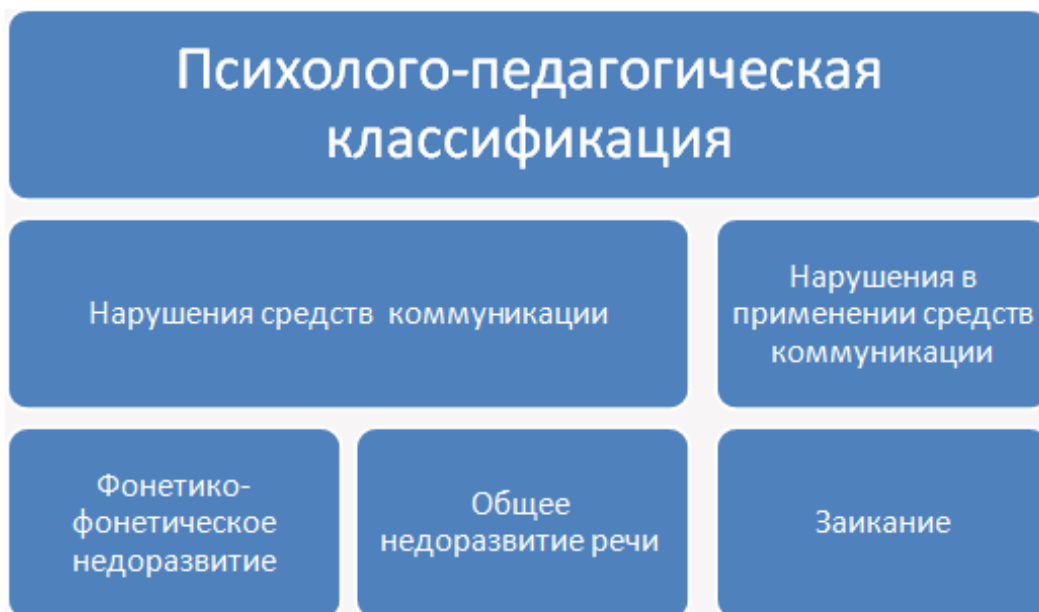 Психолого-педагогическая
классификация
Нарушения средств коммуникации
Нарушения в
применении средств
коммуникации
Фонетико-
фонетическое
недоразвитие
Общее
недоразвитие речи
Заикание